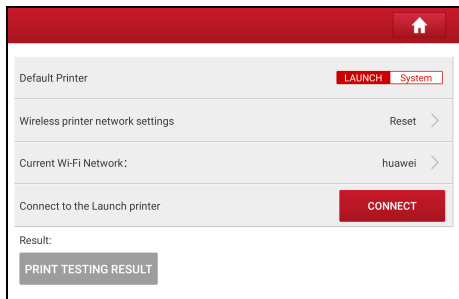 Default Printer LAUNCH System
Wireless printer network settings Reset
Current Wi-Fi Network： huawei
Connect to the Launch printer CONNECT
Result:
PRINT TESTING RESULT